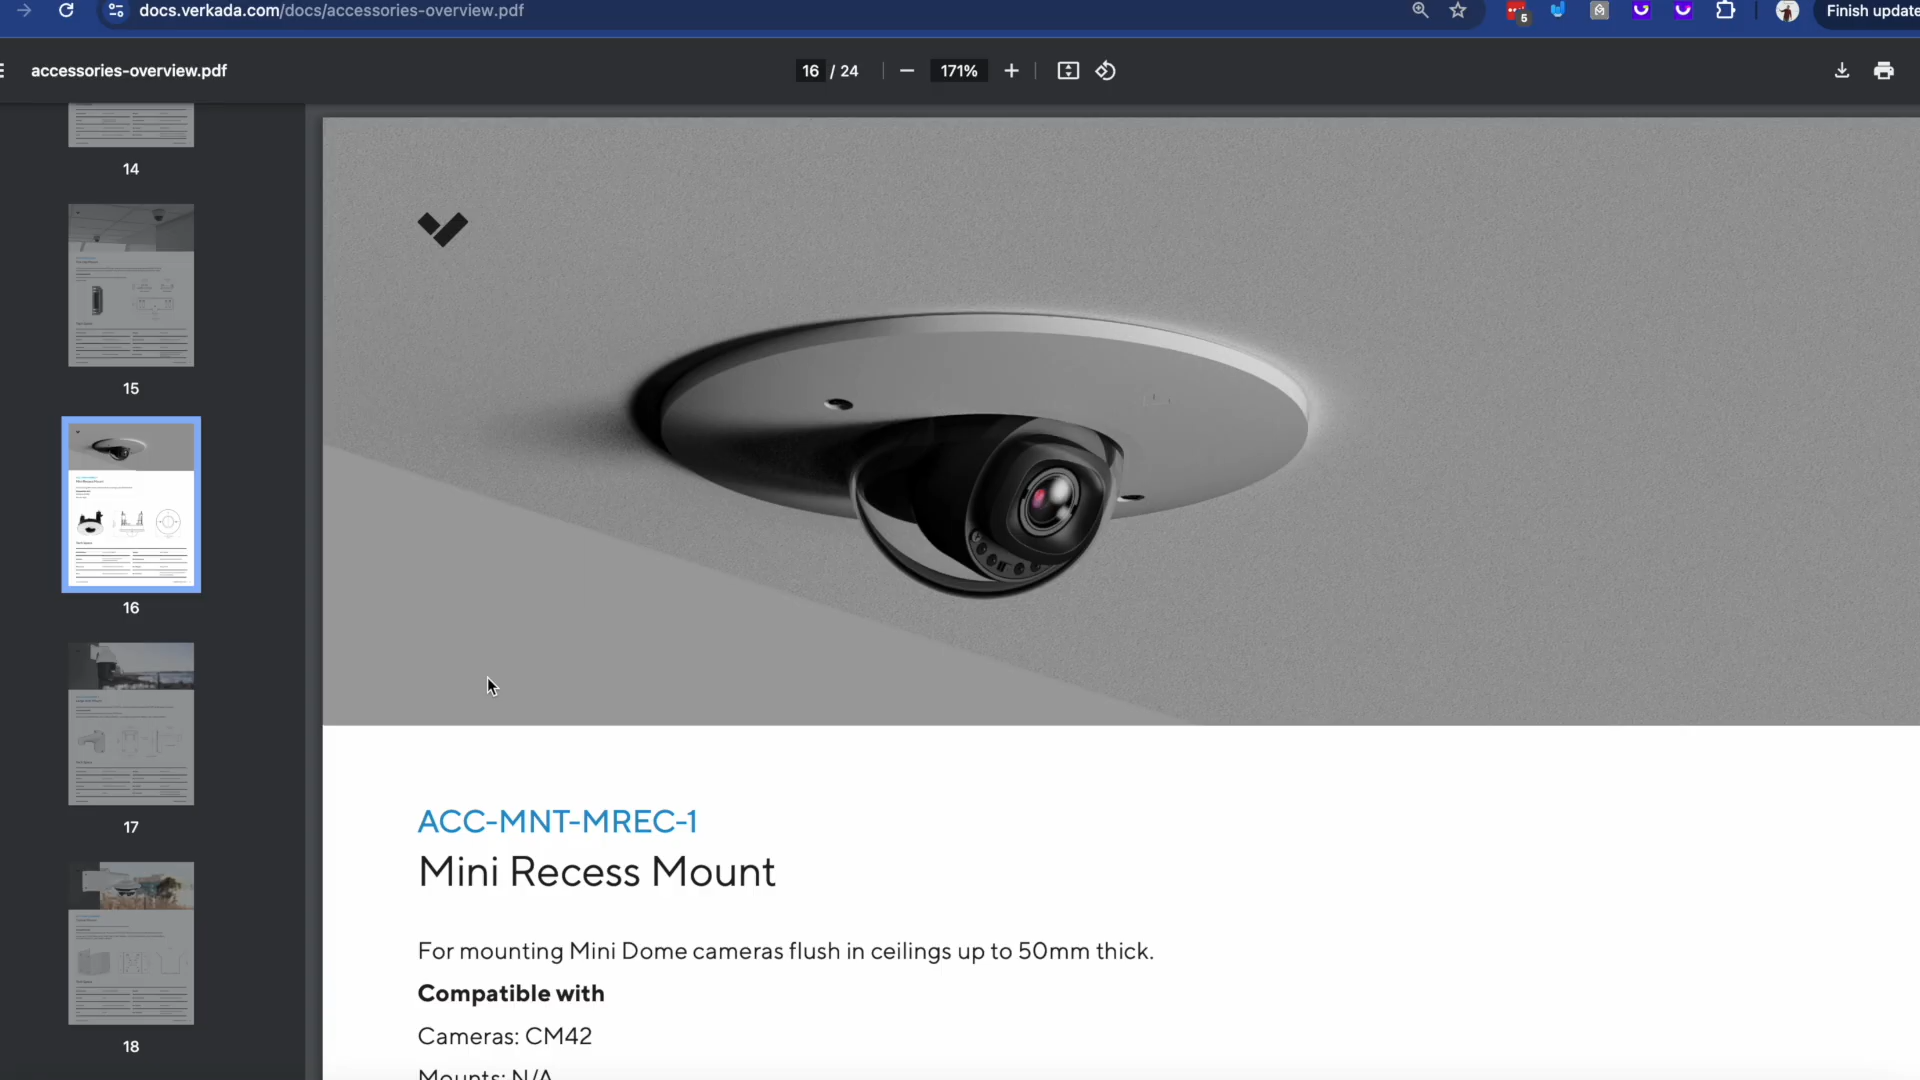 docs.verkada.com/docs/accessories-overview.pdf
5
Finish update
accessories-overview.pdf
16 / 24
171%
14
15
16
17
18
ACC-MNT-MREC-1
Mini Recess Mount
For mounting Mini Dome cameras flush in ceilings up to 50mm thick.
Compatible with
Cameras: CM42
Mounts: N/A